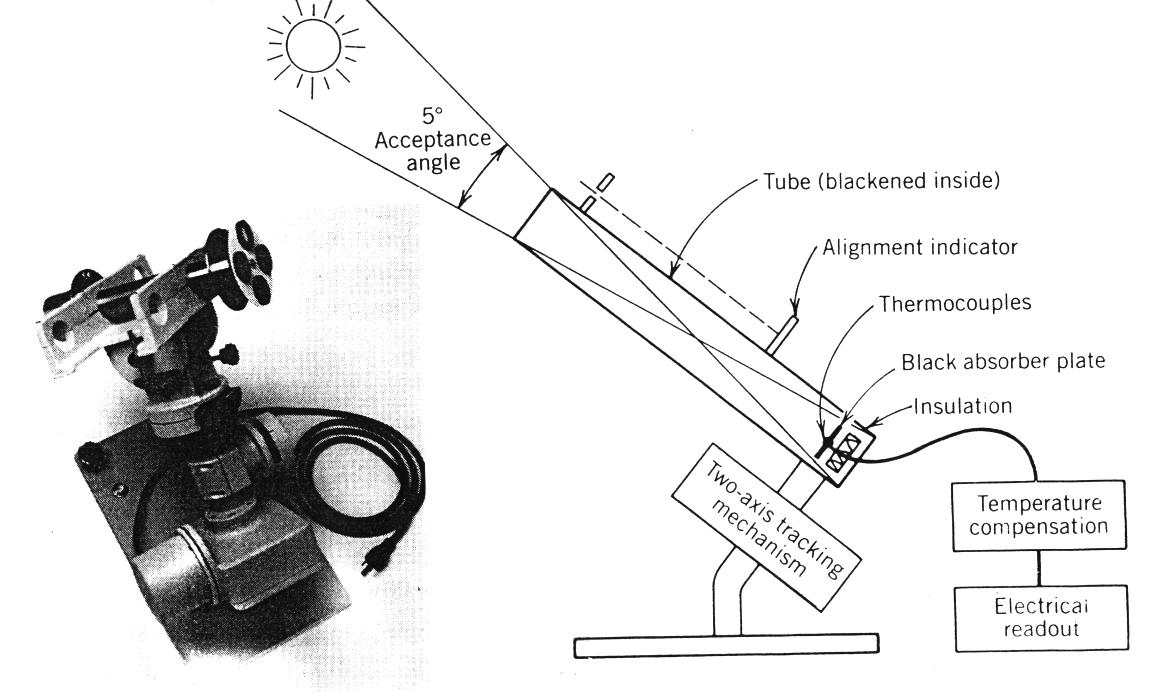 5°
Acceptance
angle
Tube (blackened inside)
Alignment indicator
Thermocouples
Black absorber plate
Insulation
Two-axis tracking
mechanism
Temperature
compensation
Electrical
readout